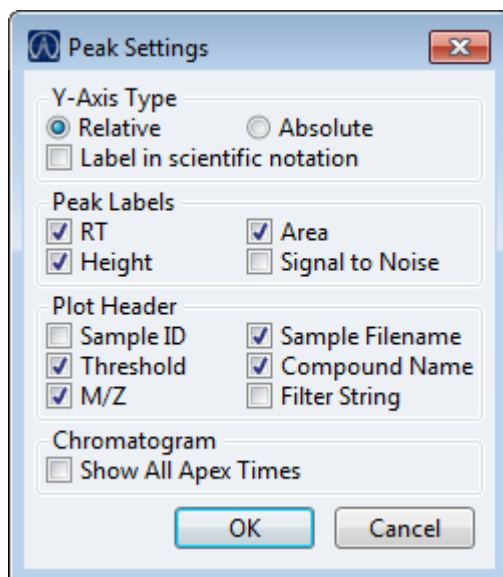 Peak Settings
Y-Axis Type
Relative Absolute
Label in scientific notation
Peak Labels
RT Area
Height Signal to Noise
Plot Header
Sample ID Sample Filename
Threshold Compound Name
M/Z Filter String
Chromatogram
Show All Apex Times
OK Cancel